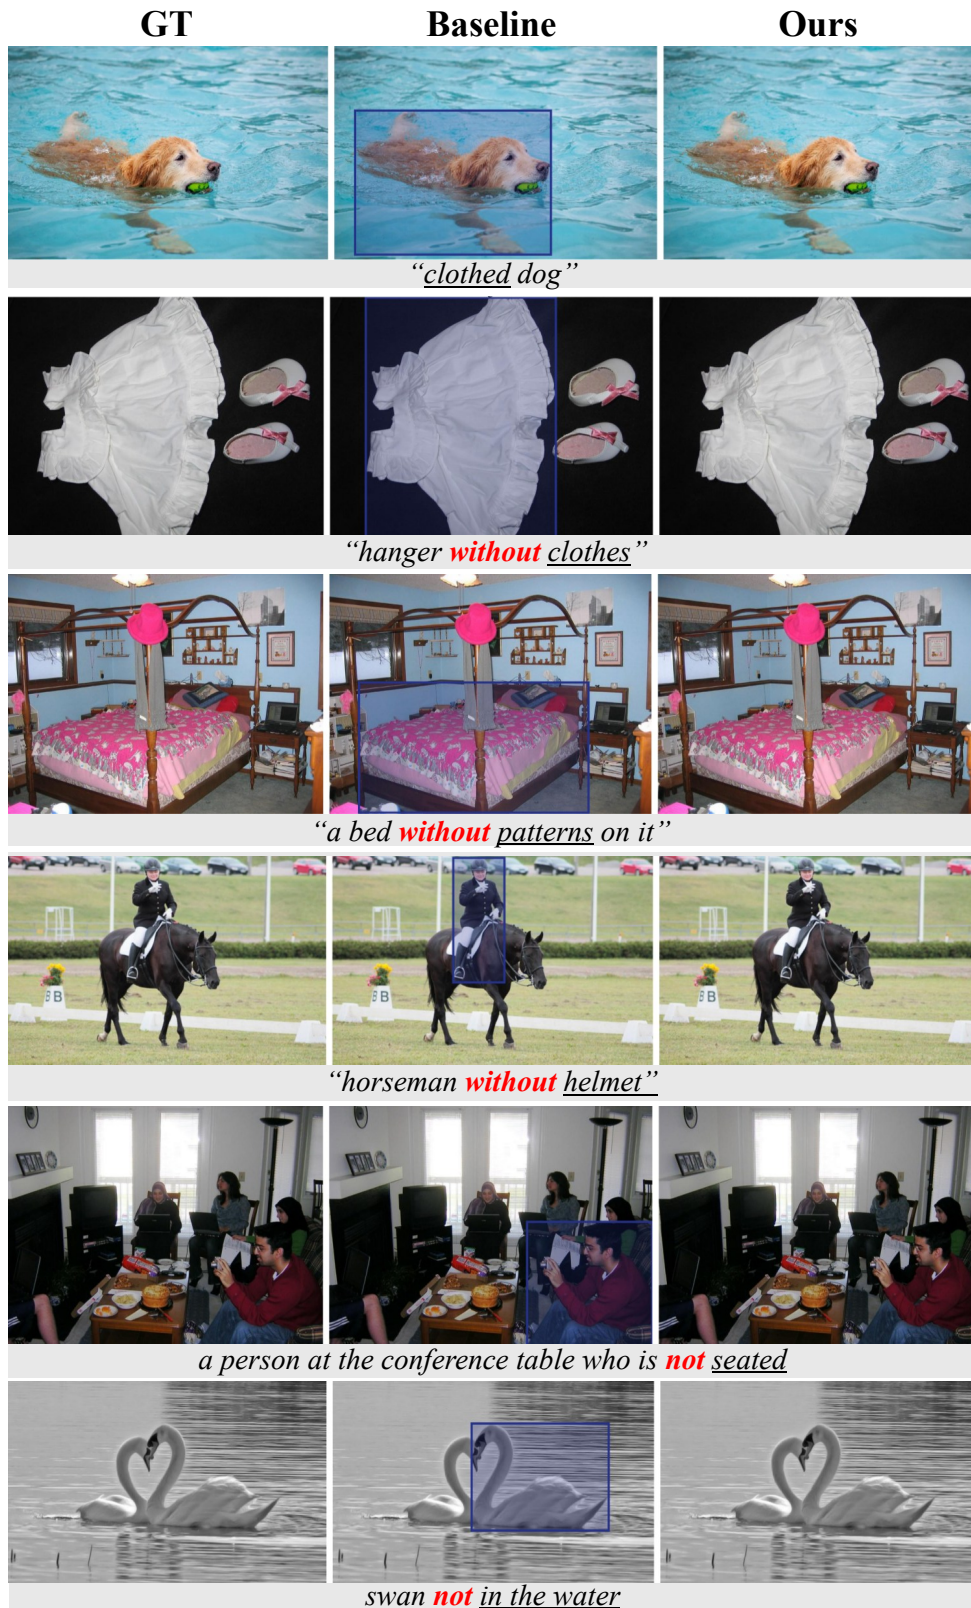 GT Baseline Ours
“clothed dog”
“hanger without clothes”
“a bed without patterns on it”
B B
B B
B B
“horseman without helmet”
a person at the conference table who is not seated
swan not in the water